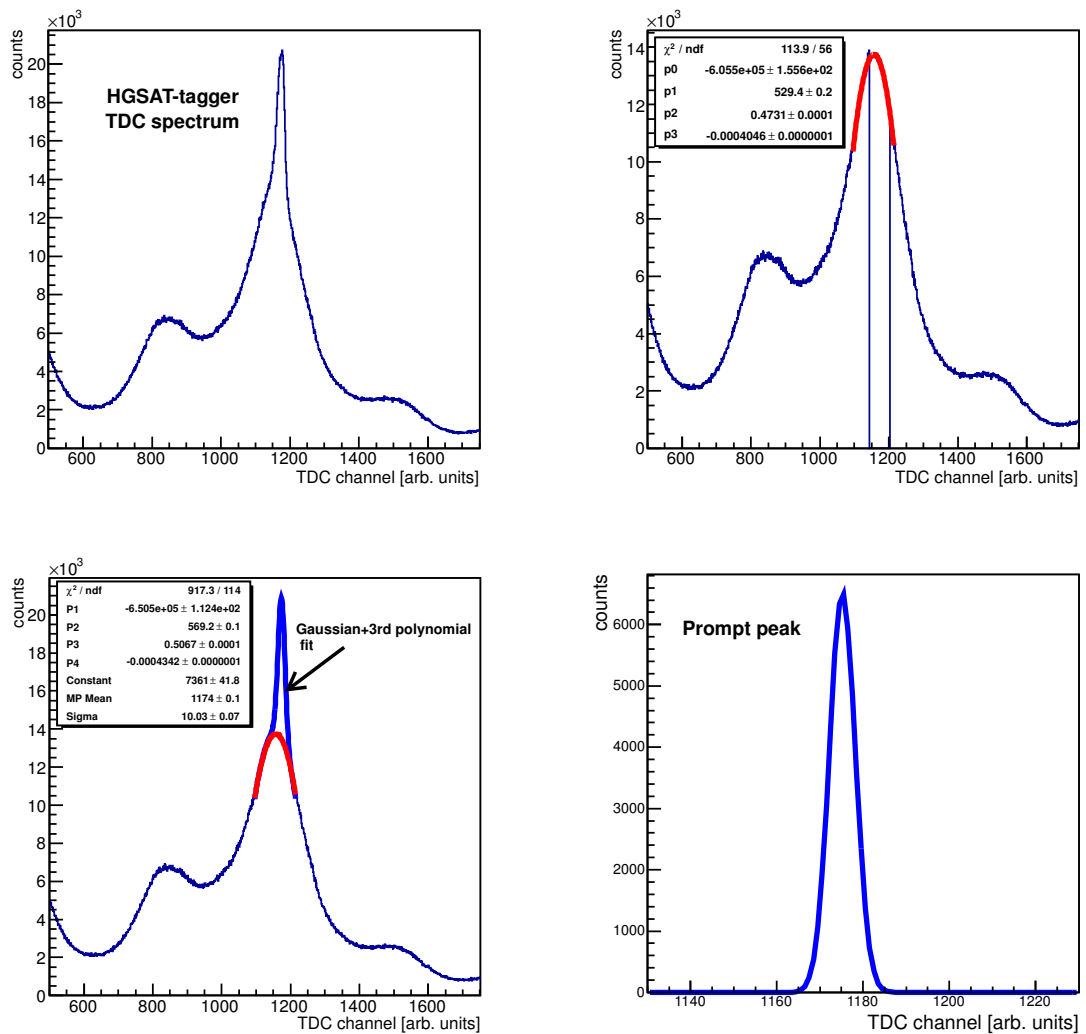 ×10³
counts
20
18
16
14
12
10
8
6
4
2
0
HGSAT-tagger
TDC spectrum
600 800 1000 1200 1400 1600
TDC channel [arb. units]
×10³
counts
14
12
10
8
6
4
2
0
χ² / ndf 113.9 / 56
p0 -6.055e+05 ± 1.556e+02
p1 529.4 ± 0.2
p2 0.4731 ± 0.0001
p3 -0.0004046 ± 0.0000001
600 800 1000 1200 1400 1600
TDC channel [arb. units]
×10³
counts
20
18
16
14
12
10
8
6
4
2
0
χ² / ndf 917.3 / 114
P1 -6.505e+05 ± 1.124e+02
P2 569.2 ± 0.1
P3 0.5067 ± 0.0001
P4 -0.0004342 ± 0.0000001
Constant 7361 ± 41.8
MP Mean 1174 ± 0.1
Sigma 10.03 ± 0.07
Gaussian+3rd polynomial
fit
600 800 1000 1200 1400 1600
TDC channel [arb. units]
counts
6000
5000
4000
3000
2000
1000
0
Prompt peak
1140 1160 1180 1200 1220
TDC channel [arb. units]